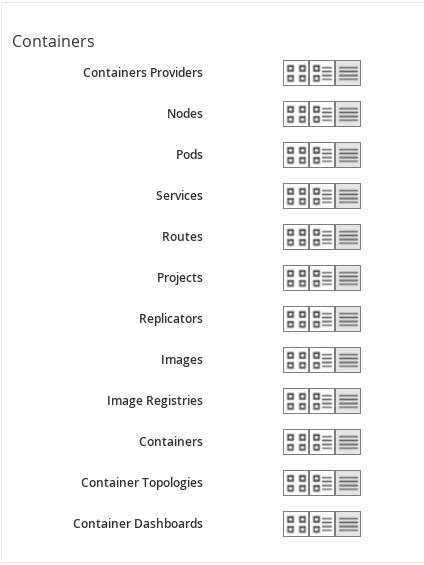 Containers
Containers Providers
Nodes
Pods
Services
Routes
Projects
Replicators
Images
Image Registries
Containers
Container Topologies
Container Dashboards